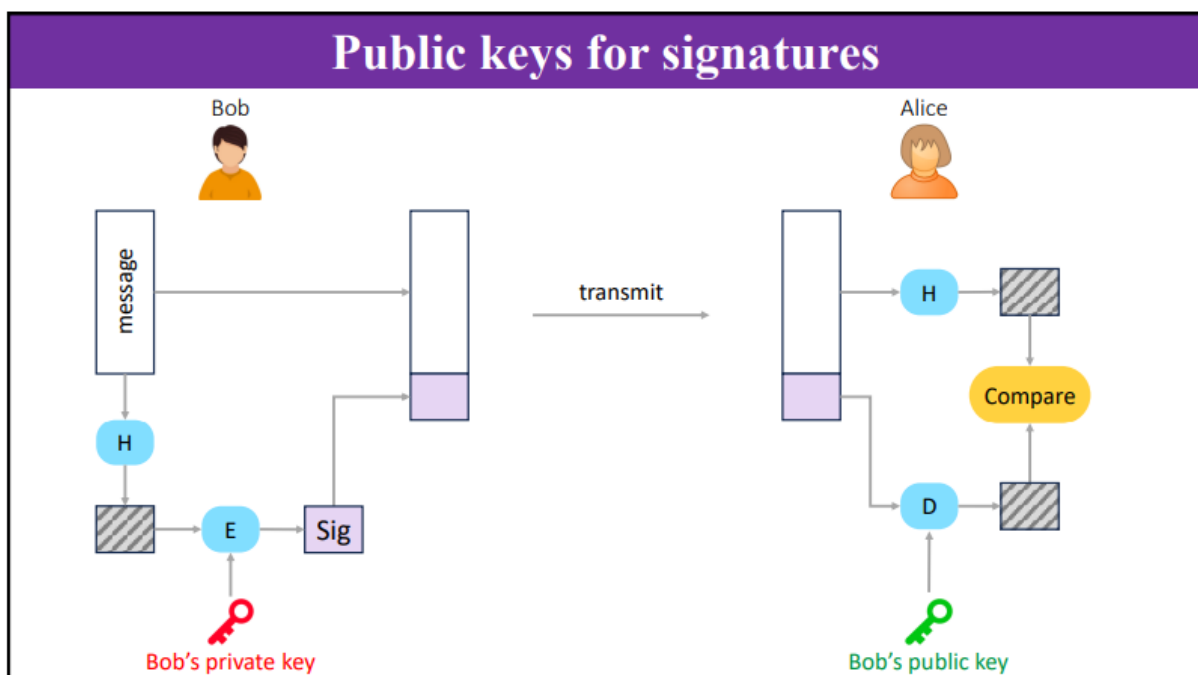 Public keys for signatures
Bob
Alice
message
transmit
H
H
Compare
E
Sig
D
Bob's private key
Bob's public key